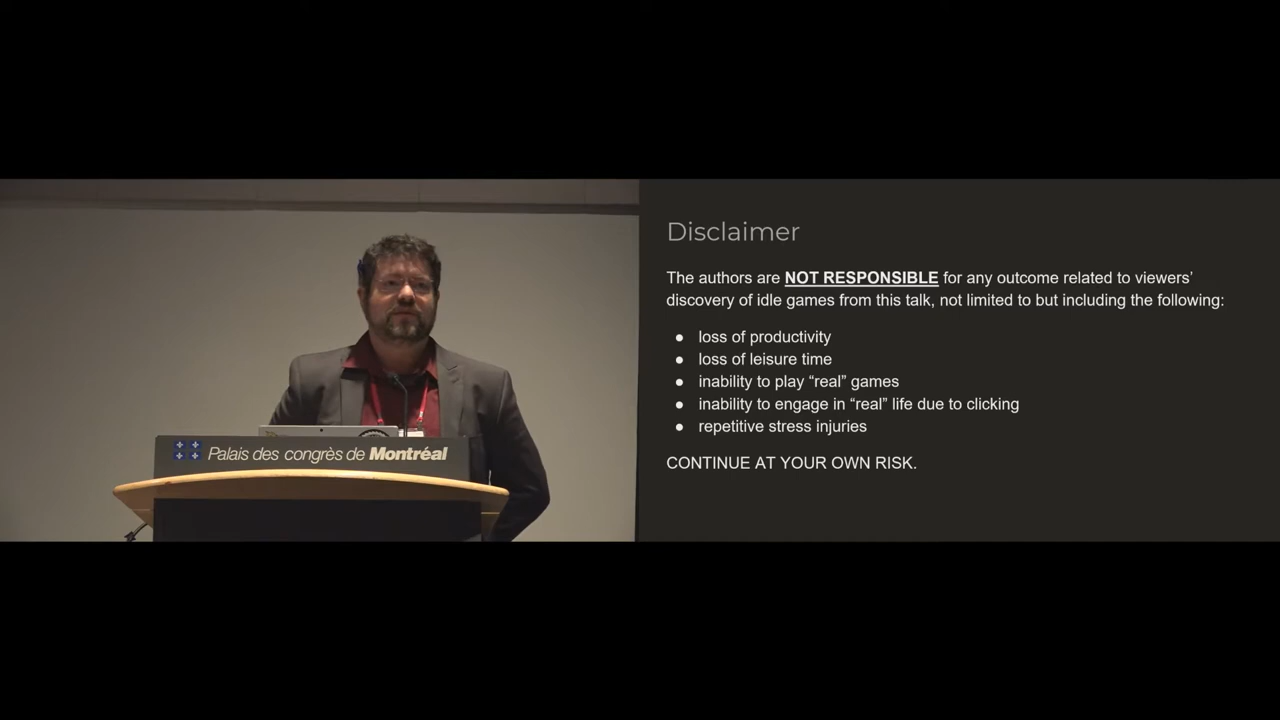 Palais des congrès de Montréal
Disclaimer
The authors are NOT RESPONSIBLE for any outcome related to viewers’
discovery of idle games from this talk, not limited to but including the following:
● loss of productivity
● loss of leisure time
● inability to play “real” games
● inability to engage in “real” life due to clicking
● repetitive stress injuries
CONTINUE AT YOUR OWN RISK.